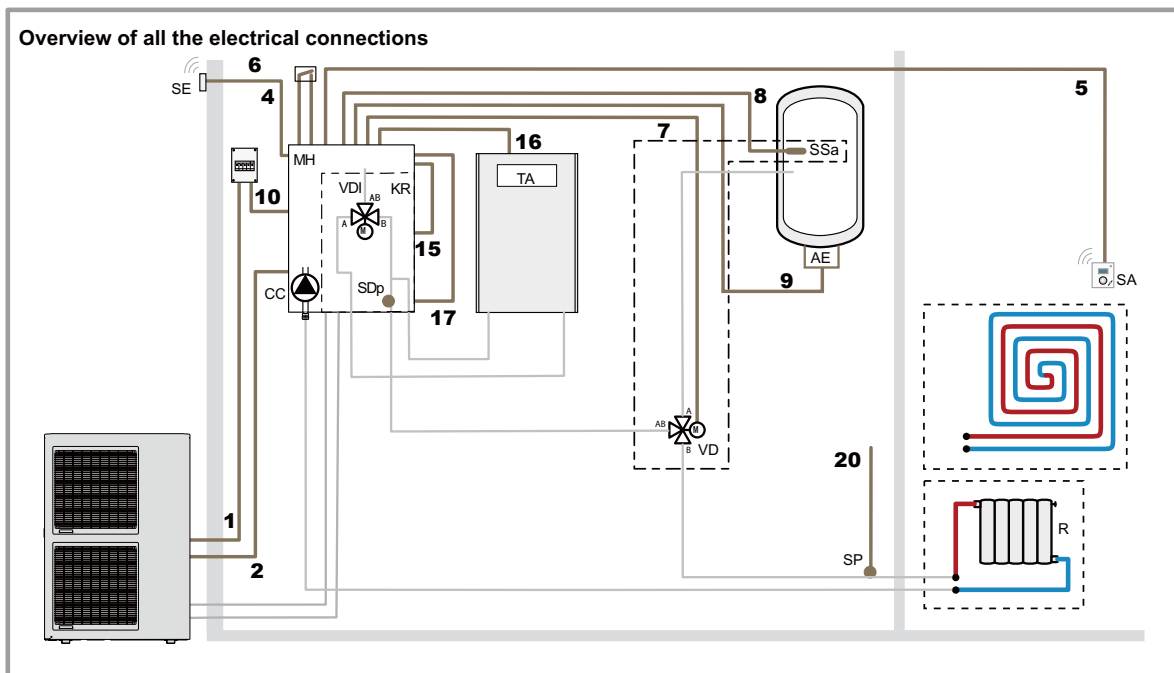 Overview of all the electrical connections
6
SE
4
5
8
7
16
SSa
MH
TA
VDI
KR
AB
A
B
M
10
15
AE
CC
SDp
9
17
SA
A
AB
M
VD
B
20
1
R
2
SP